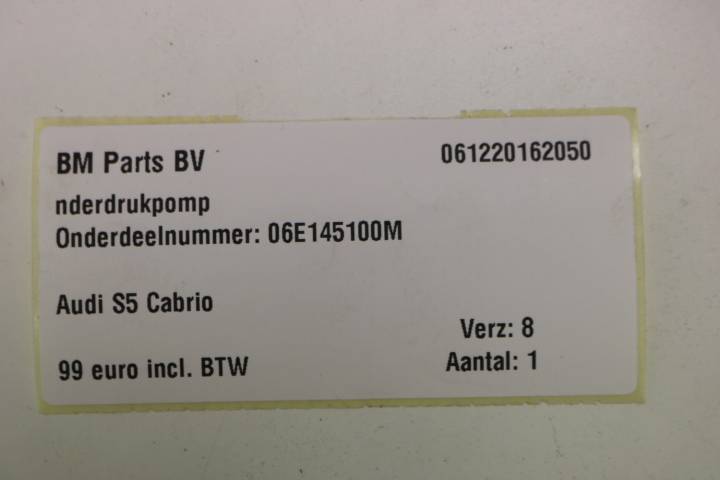 BM Parts BV 061220162050
nderdrukpomp
Onderdeelnummer: 06E145100M
Audi S5 Cabrio
Verz: 8
99 euro incl. BTW Aantal: 1